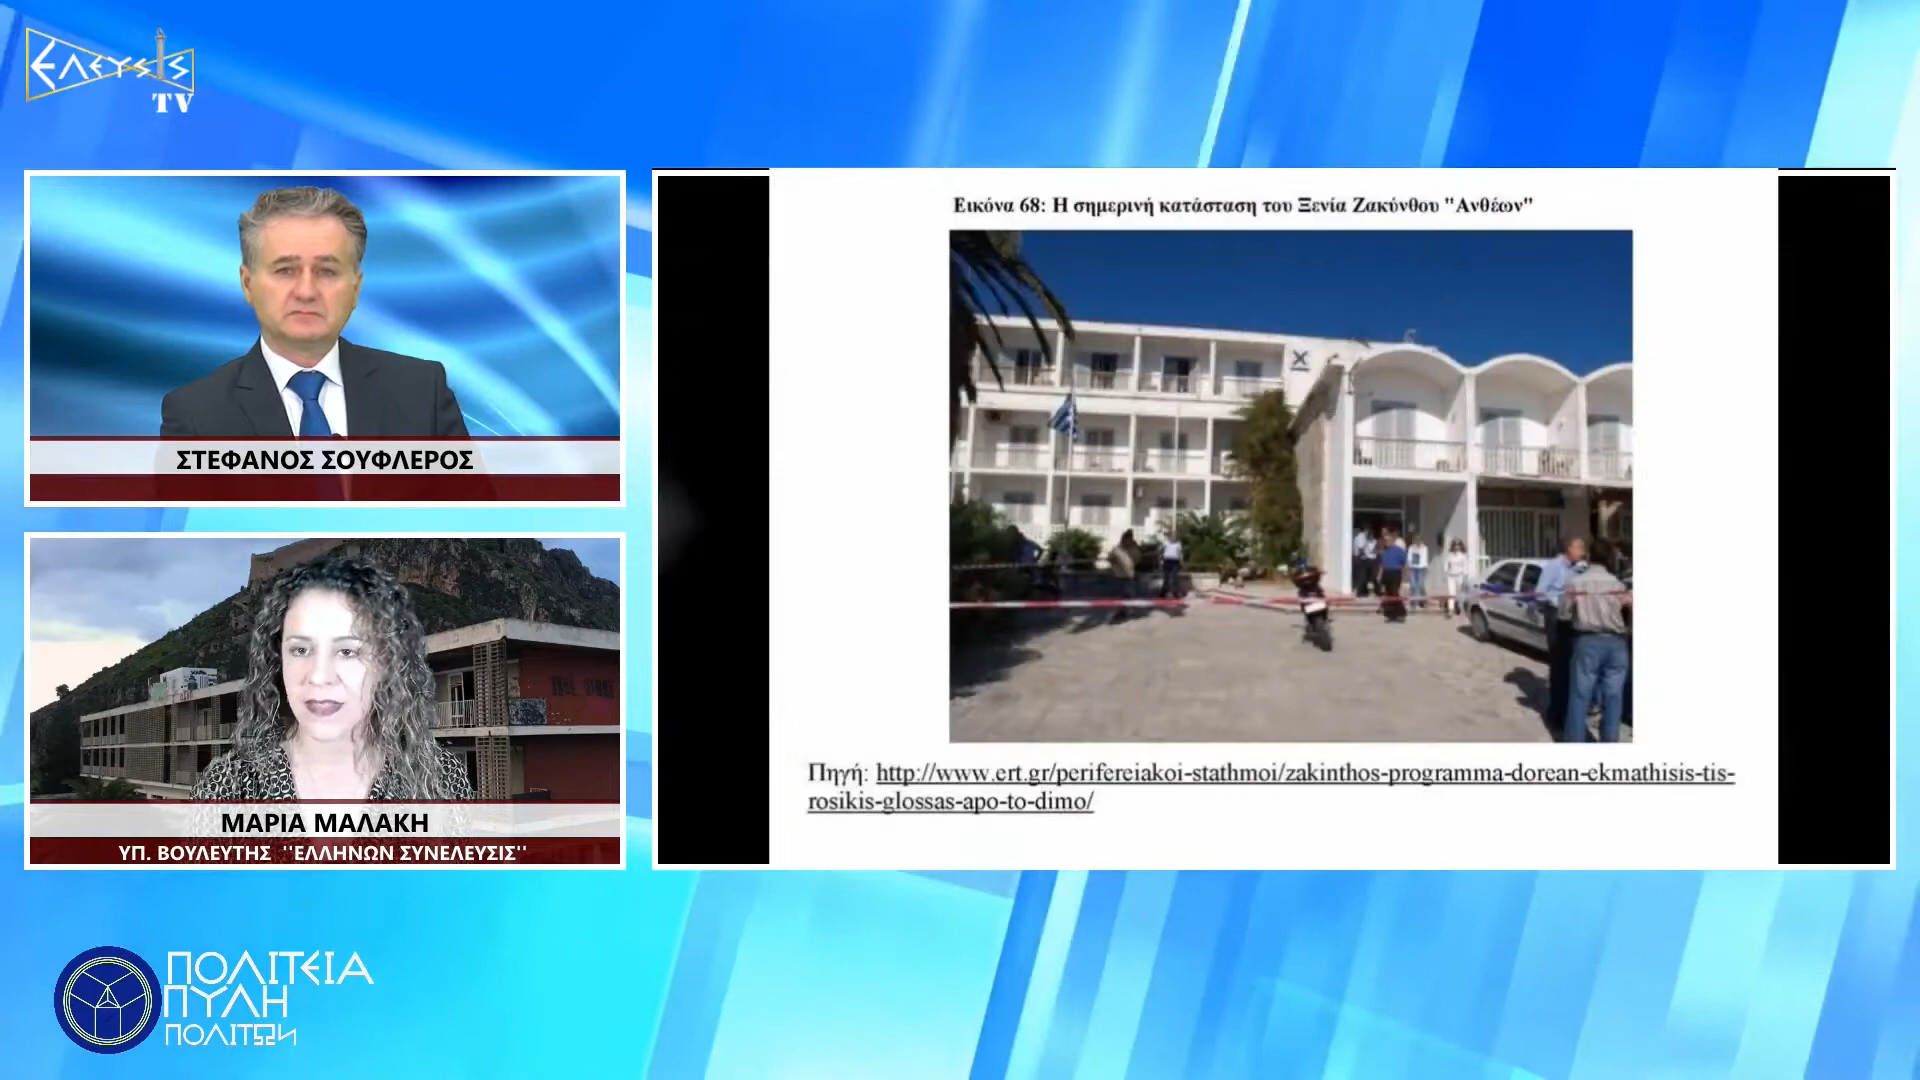 ΕΛΕΥΣΙΣ
TV
ΣΤΕΦΑΝΟΣ ΣΟΥΦΛΕΡΟΣ
ΜΑΡΙΑ ΜΑΛΑΚΗ
ΥΠ. ΒΟΥΛΕΥΤΗΣ ''ΕΛΛΗΝΩΝ ΣΥΝΕΛΕΥΣΙΣ''
Εικόνα 68: Η σημερινή κατάσταση του Ξενία Ζακύνθου "Ανθέων"
X
Πηγή: http://www.ert.gr/perifereiakoi-stathmoi/zakinthos-programma-dorean-ekmathisis-tis-
rosikis-glossas-apo-to-dimo/
ΠΟΛΙΤΕΙΑ
ΠΥΛΗ
ΠΟΛΙΤΩΝ